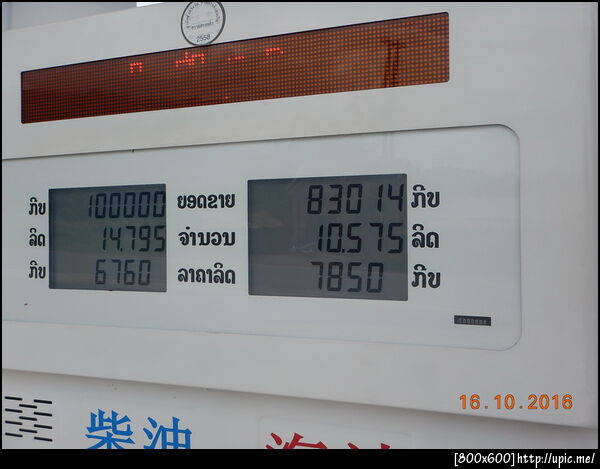 2558
ກີບ 100000 ຍອດຂາຍ 83014 ກີບ
ລິດ 14.795 ຈຳນວນ 10.575 ລິດ
ກີບ 6760 ລາຄາລິດ 7850 ກີບ
16.10.2016
柴油
[800x600]http://upic.me/